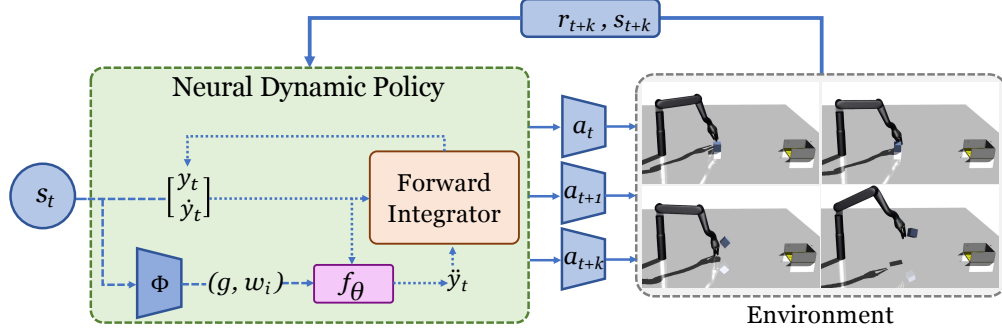 r_{t+k} , s_{t+k}
Neural Dynamic Policy
s_t
[y_t
ẏ_t]
Forward
Integrator
Φ
(g, w_i)
f_θ
ÿ_t
a_t
a_{t+1}
a_{t+k}
Environment